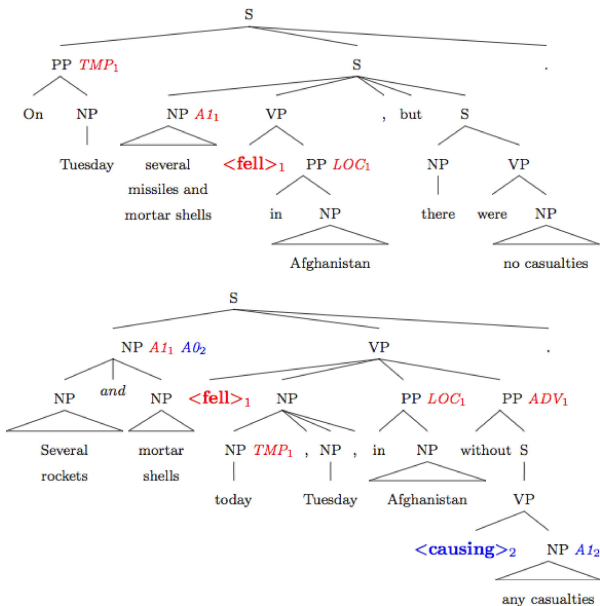 S
PP TMP₁ S .
On NP NP A1₁ VP , but S
Tuesday several missiles and mortar shells <fell>₁ PP LOC₁ NP VP
in NP there were NP
Afghanistan no casualties
S
NP A1₁ A0₂ VP .
NP and NP <fell>₁ NP PP LOC₁ PP ADV₁
Several rockets mortar shells NP TMP₁ , NP , in NP without S
today Tuesday Afghanistan VP
<causing>₂ NP A1₂
any casualties